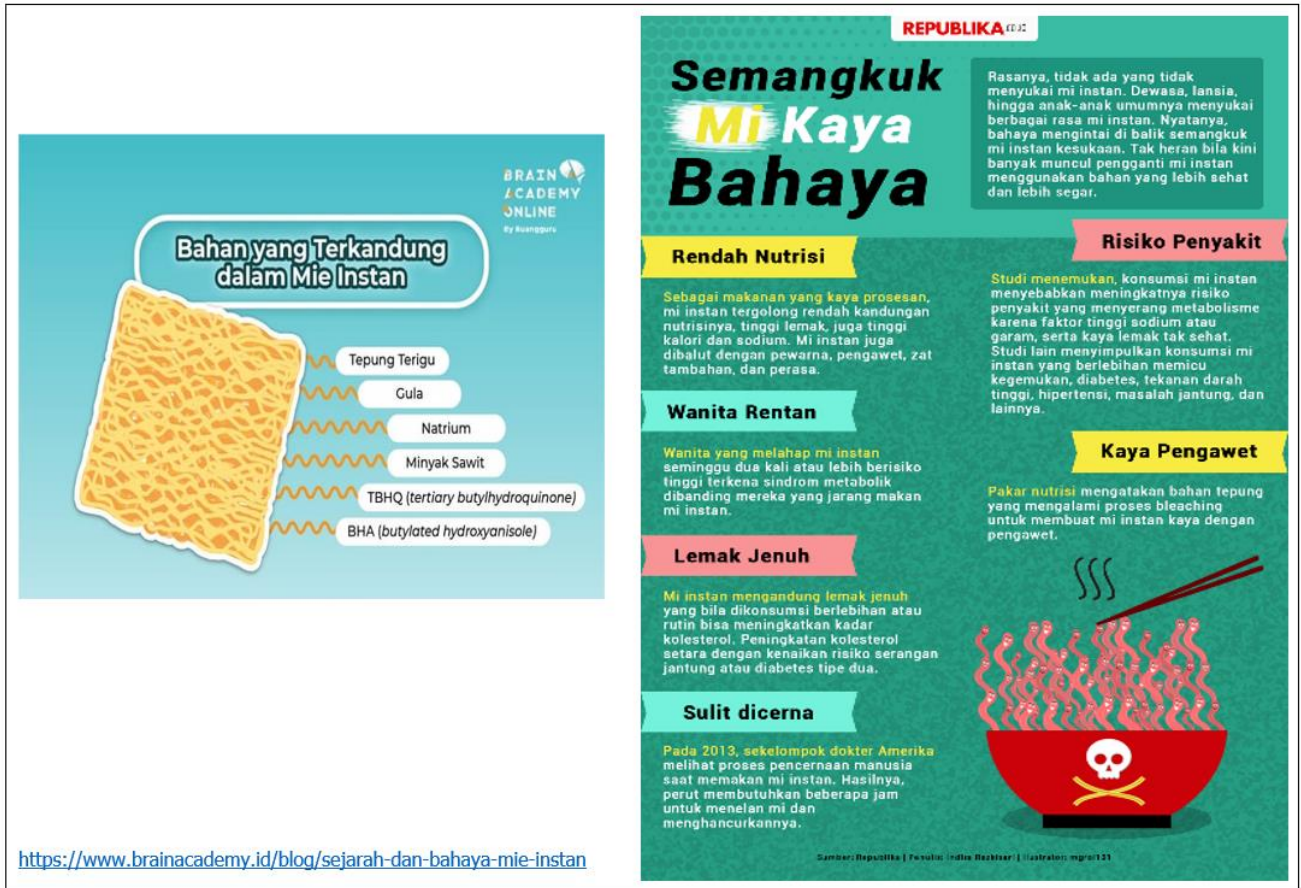 BRAIN
ACADEMY
ONLINE
By Ruangguru
Bahan yang Terkandung
dalam Mie Instan
Tepung Terigu
Gula
Natrium
Minyak Sawit
TBHQ (tertiary butylhydroquinone)
BHA (butylated hydroxyanisole)
https://www.brainacademy.id/blog/sejarah-dan-bahaya-mie-instan
REPUBLIKA
Semangkuk
Mi Kaya
Bahaya
Rasanya, tidak ada yang tidak
menyukai mi instan. Dewasa, lansia,
hingga anak-anak umumnya menyukai
berbagai rasa mi instan. Nyatanya,
bahaya mengintai di balik semangkuk
mi instan kesukaan. Tak heran bila kini
banyak muncul pengganti mi instan
menggunakan bahan yang lebih sehat
dan lebih segar.
Rendah Nutrisi
Sebagai makanan yang kaya prosesan,
mi instan tergolong rendah kandungan
nutrisinya, tinggi lemak, juga tinggi
kalori dan sodium. Mi instan juga
dibalut dengan pewarna, pengawet, zat
tambahan, dan perasa.
Wanita Rentan
Wanita yang melahap mi instan
seminggu dua kali atau lebih berisiko
tinggi terkena sindrom metabolik
dibanding mereka yang jarang makan
mi instan.
Lemak Jenuh
Mi instan mengandung lemak jenuh
yang bila dikonsumsi berlebihan atau
rutin bisa meningkatkan kadar
kolesterol. Peningkatan kolesterol
setara dengan kenaikan risiko serangan
jantung atau diabetes tipe dua.
Sulit dicerna
Pada 2013, sekelompok dokter Amerika
melihat proses pencernaan manusia
saat memakan mi instan. Hasilnya,
perut membutuhkan beberapa jam
untuk menelan mi dan
menghancurkannya.
Risiko Penyakit
Studi menemukan, konsumsi mi instan
menyebabkan meningkatnya risiko
penyakit yang menyerang metabolisme
karena faktor tinggi sodium atau
garam, serta kaya lemak tak sehat.
Studi lain menyimpulkan konsumsi mi
instan yang berlebihan memicu
kegemukan, diabetes, tekanan darah
tinggi, hipertensi, masalah jantung, dan
lainnya.
Kaya Pengawet
Pakar nutrisi mengatakan bahan tepung
yang mengalami proses bleaching
untuk membuat mi instan kaya dengan
pengawet.
Sumber: Republika | Penulis: Indira Rezkisari | Ilustrator: mgrol121